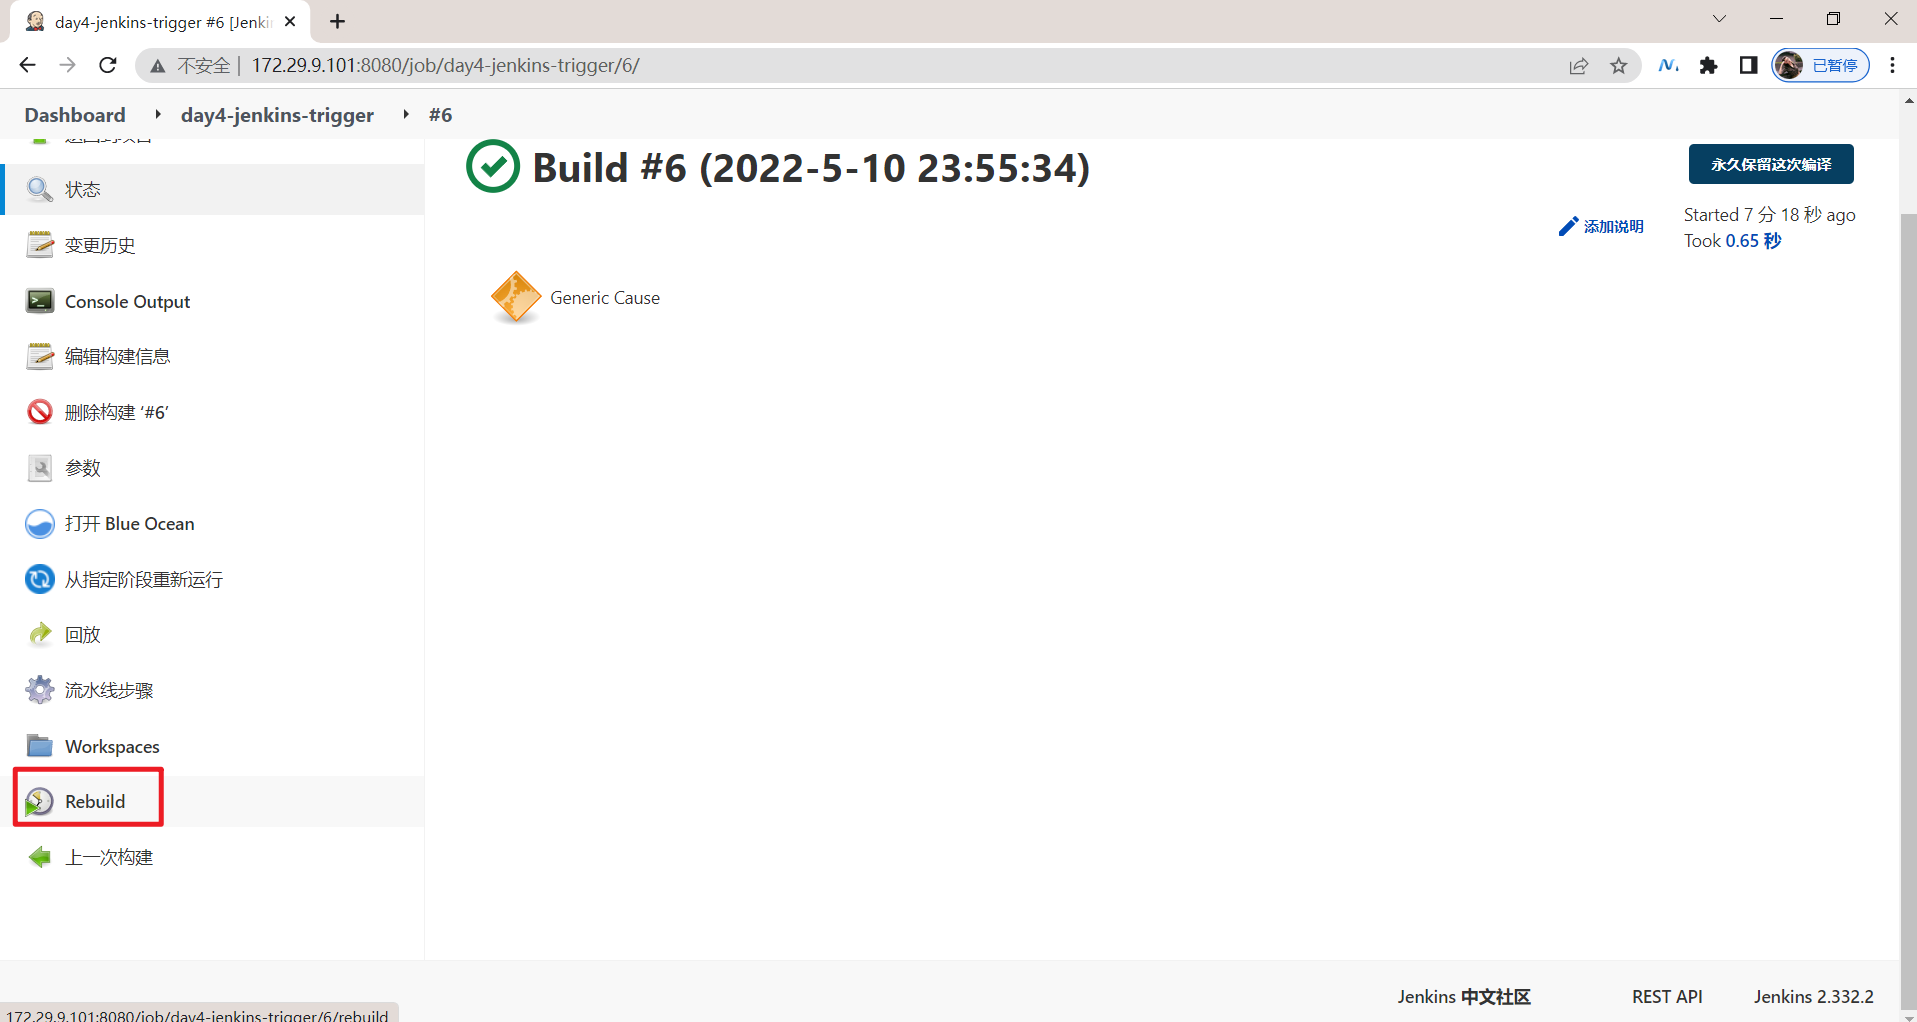 day4-jenkins-trigger #6 [Jenki
不安全 | 172.29.9.101:8080/job/day4-jenkins-trigger/6/
已暂停
Dashboard
day4-jenkins-trigger
#6
返回到项目
状态
变更历史
Console Output
编辑构建信息
删除构建 ‘#6’
参数
打开 Blue Ocean
从指定阶段重新运行
回放
流水线步骤
Workspaces
Rebuild
上一次构建
Build #6 (2022-5-10 23:55:34)
永久保留这次编译
添加说明
Started 7 分 18 秒 ago
Took 0.65 秒
Generic Cause
Jenkins 中文社区
REST API
Jenkins 2.332.2
172.29.9.101:8080/job/day4-jenkins-trigger/6/rebuild